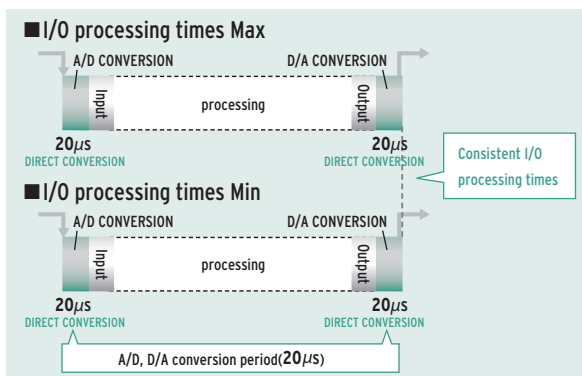 ■I/O processing times Max
A/D CONVERSION
D/A CONVERSION
Input
processing
Output
20μs
20μs
DIRECT CONVERSION
DIRECT CONVERSION
Consistent I/O
processing times
■I/O processing times Min
A/D CONVERSION
D/A CONVERSION
Input
processing
Output
20μs
20μs
DIRECT CONVERSION
DIRECT CONVERSION
A/D, D/A conversion period(20μs)